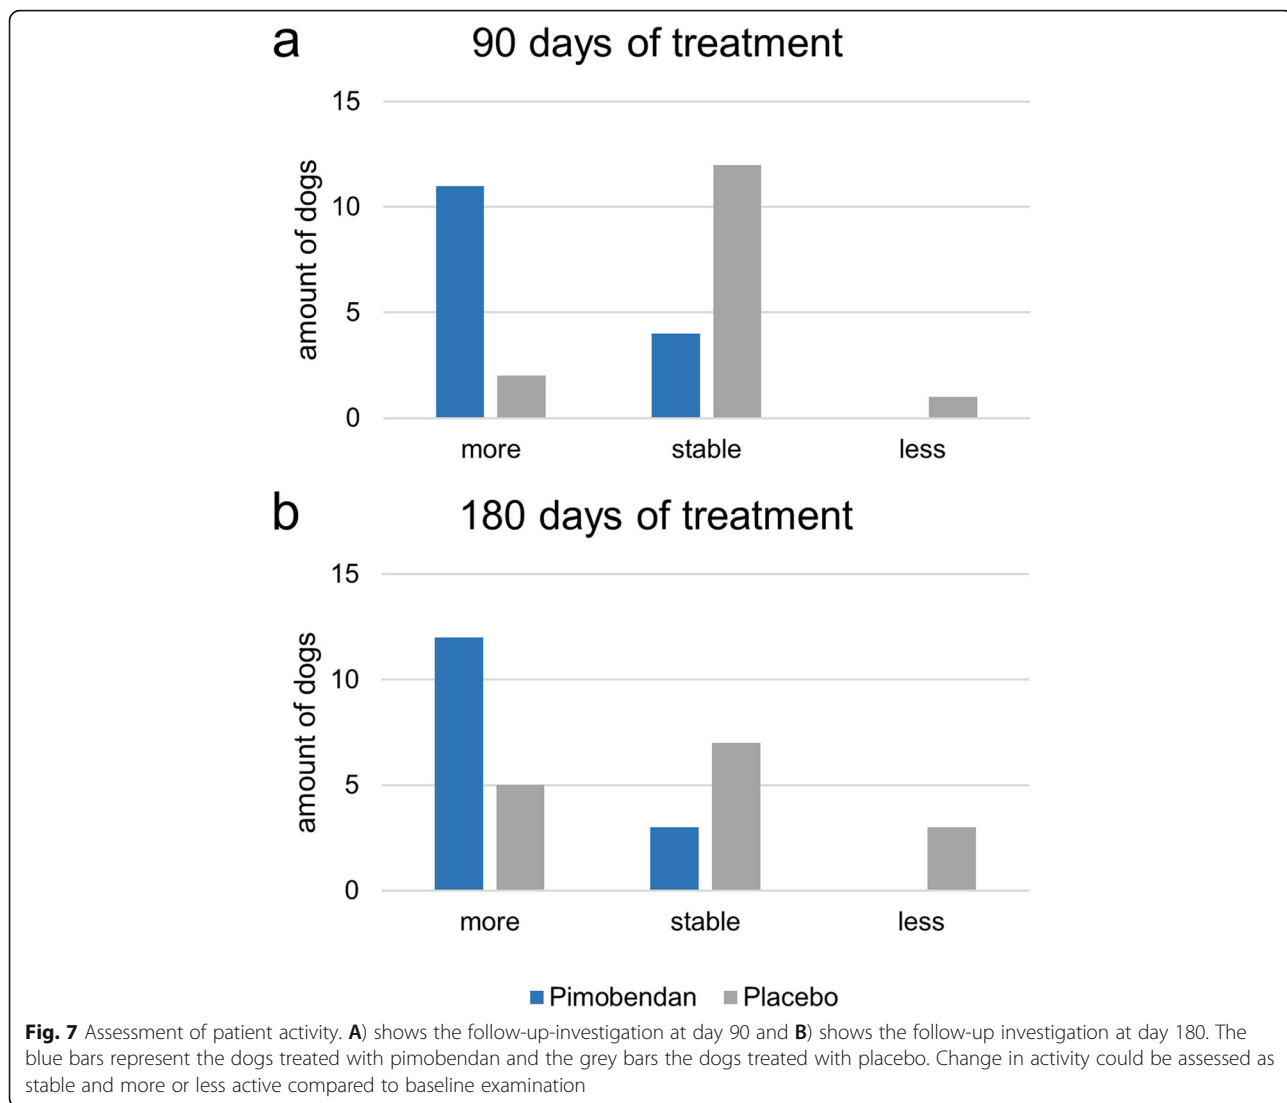 a
90 days of treatment
15
10
5
0
amount of dogs
more
stable
less
b
180 days of treatment
15
10
5
0
amount of dogs
more
stable
less
Pimobendan
Placebo
Fig. 7 Assessment of patient activity. A) shows the follow-up-investigation at day 90 and B) shows the follow-up investigation at day 180. The
blue bars represent the dogs treated with pimobendan and the grey bars the dogs treated with placebo. Change in activity could be assessed as
stable and more or less active compared to baseline examination